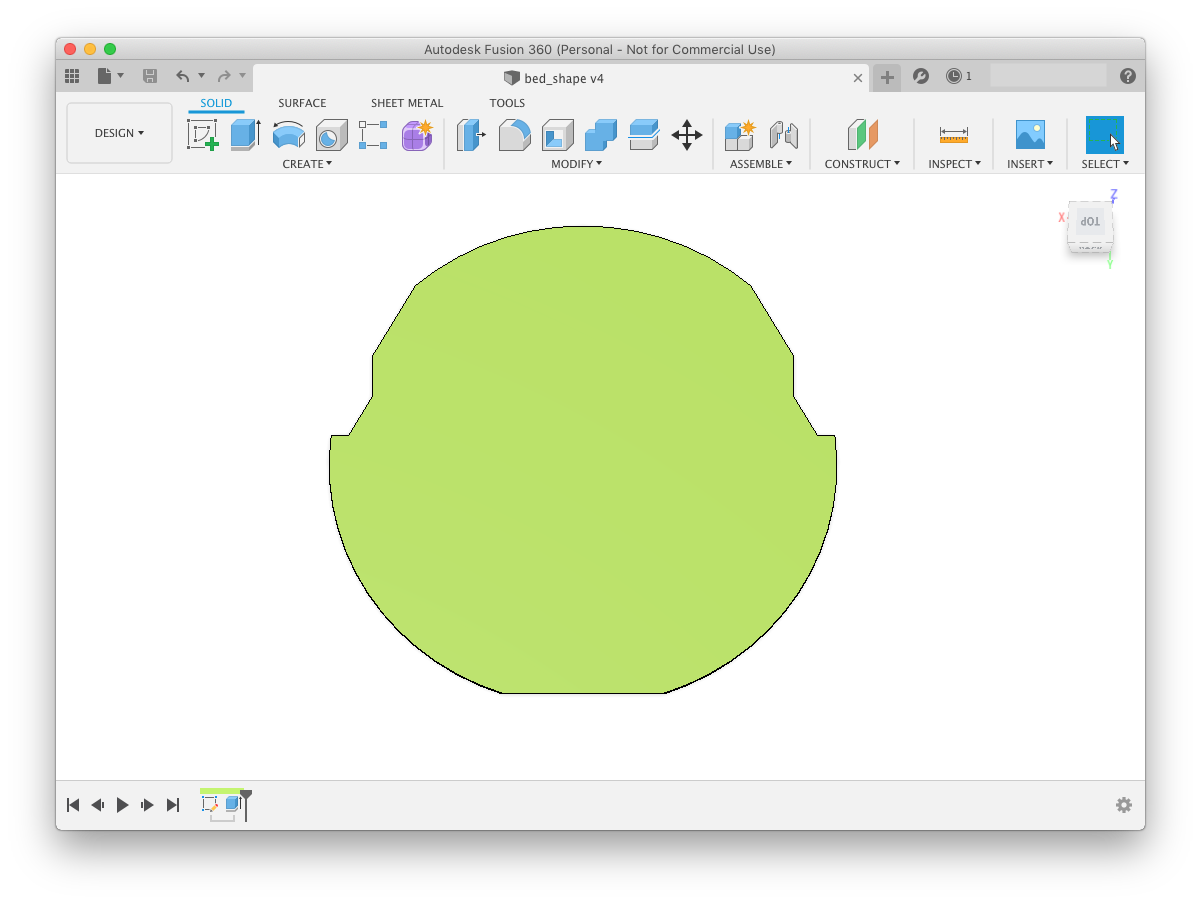 Autodesk Fusion 360 (Personal - Not for Commercial Use)
bed_shape v4
1
SOLID SURFACE SHEET METAL TOOLS
DESIGN
CREATE MODIFY ASSEMBLE CONSTRUCT INSPECT INSERT SELECT
Z
X
TOP
BACK
Y